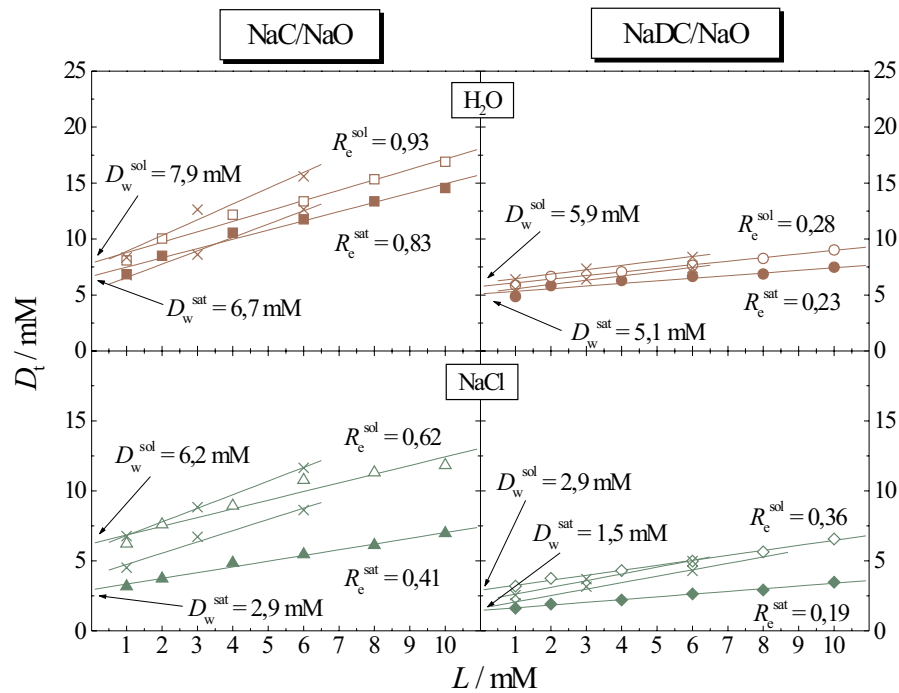 NaC/NaO
NaDC/NaO
H₂O
25
20
15
10
5
0
R_e^sol = 0,93
D_w^sol = 7,9 mM
R_e^sat = 0,83
D_w^sat = 6,7 mM
D_w^sol = 5,9 mM
R_e^sol = 0,28
R_e^sat = 0,23
D_w^sat = 5,1 mM
25
20
15
10
5
0
D_t / mM
NaCl
15
10
5
0
R_e^sol = 0,62
D_w^sol = 6,2 mM
R_e^sat = 0,41
D_w^sat = 2,9 mM
D_w^sol = 2,9 mM
D_w^sat = 1,5 mM
R_e^sol = 0,36
R_e^sat = 0,19
15
10
5
0
1 2 3 4 5 6 7 8 9 10
1 2 3 4 5 6 7 8 9 10
L / mM